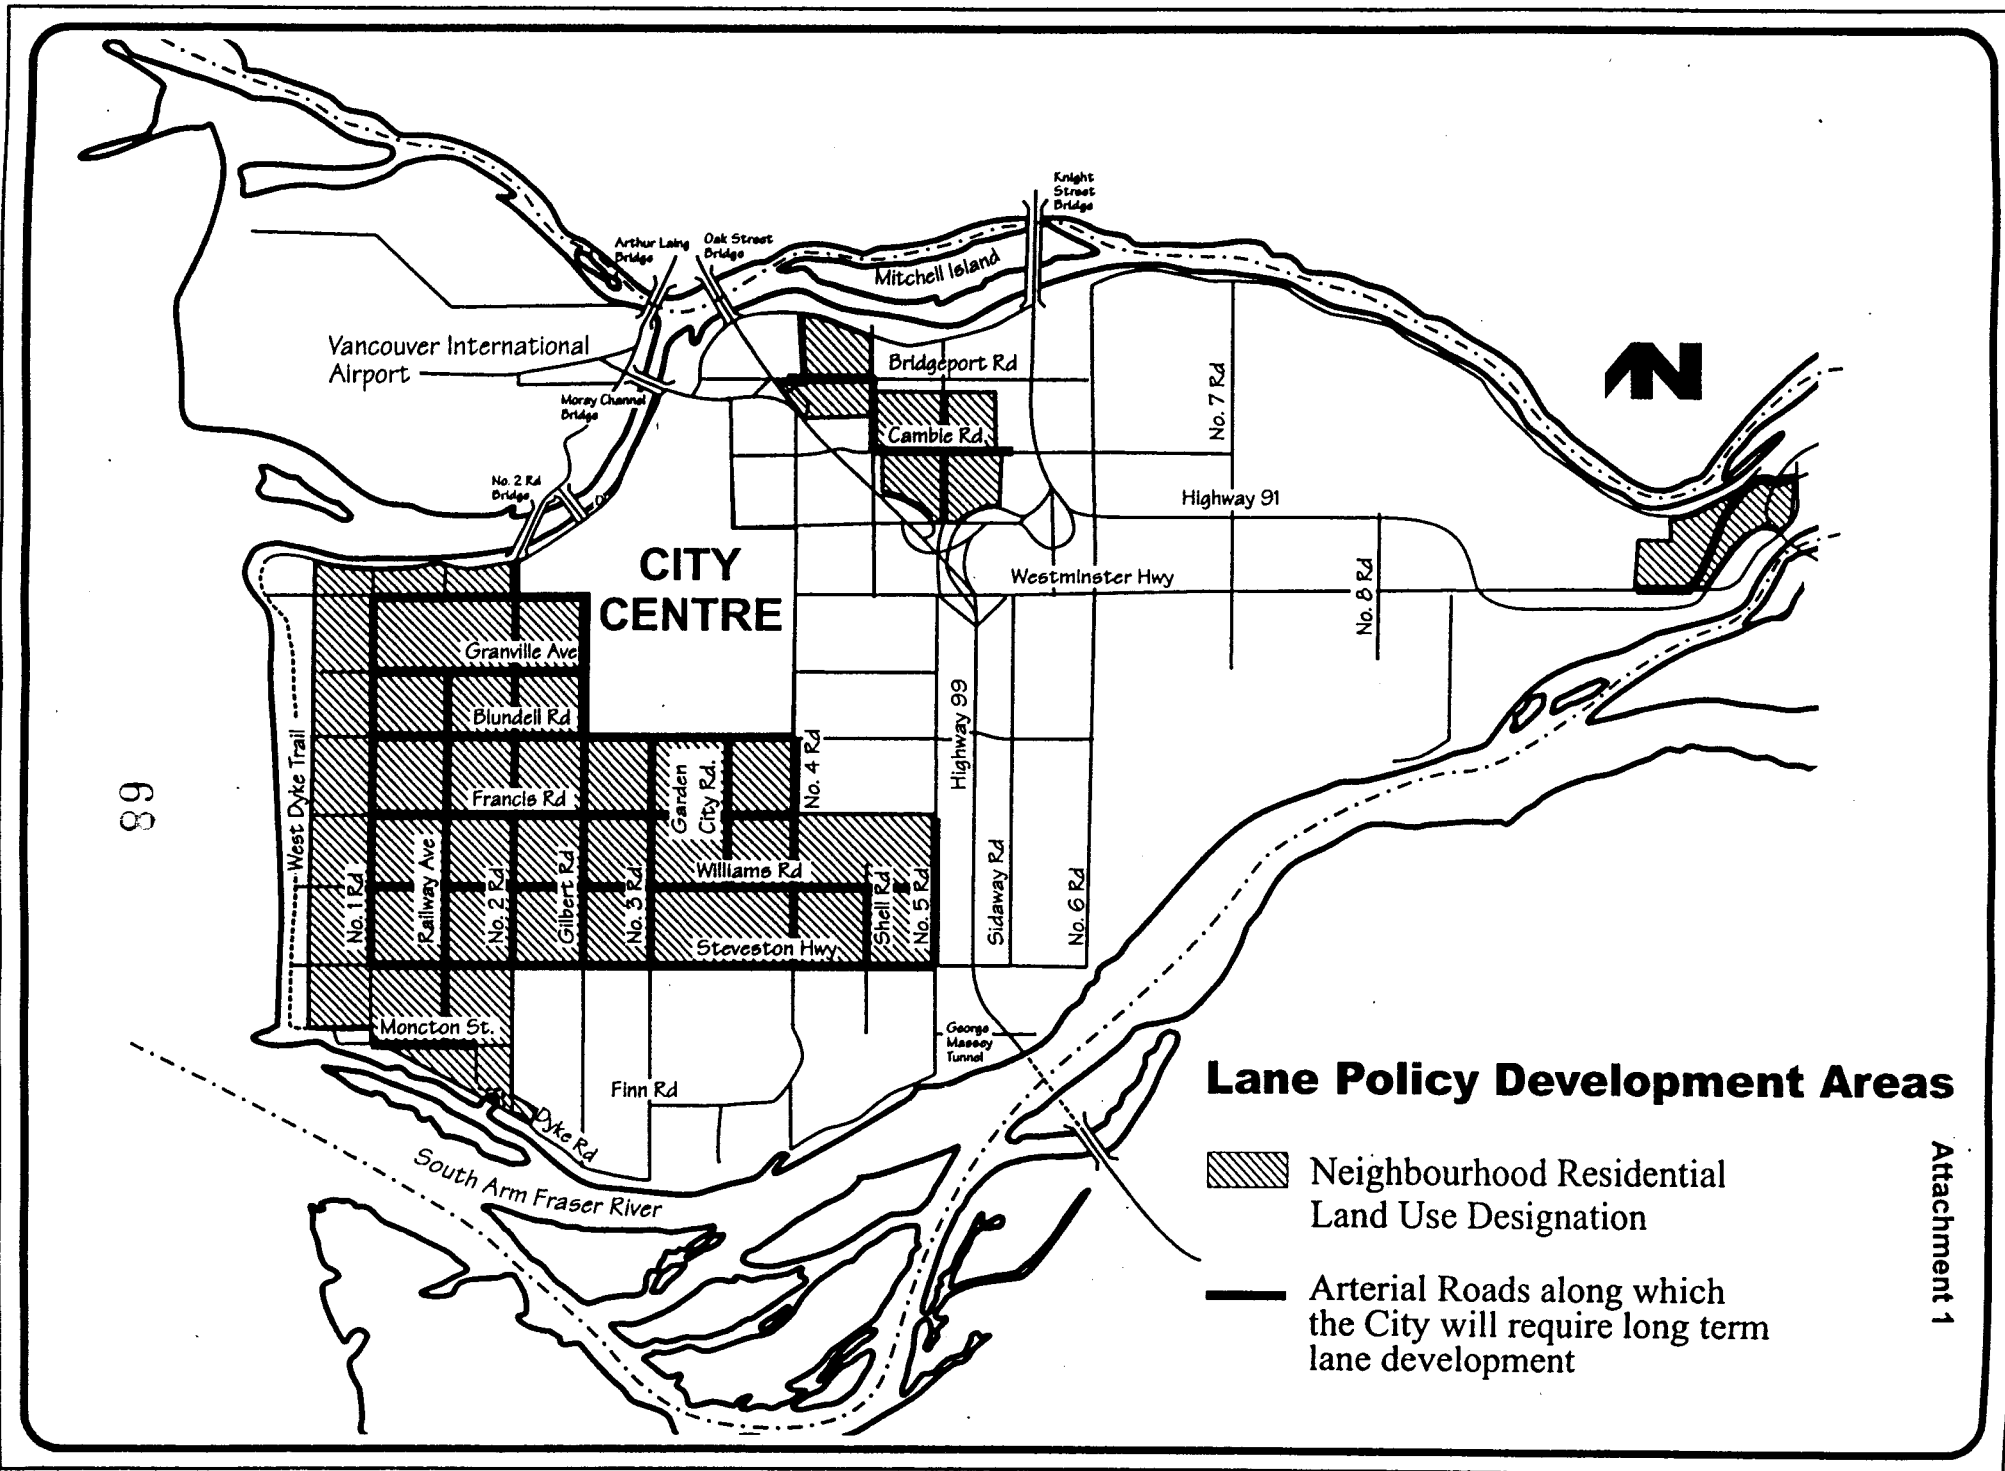 Knight
Street
Bridge
Arthur Laing
Bridge
Oak Street
Bridge
Mitchell Island
Vancouver International
Airport
Bridgeport Rd
Moray Channel
Bridge
No. 7 Rd
N
Cambie Rd.
No. 2 Rd
Bridge
Highway 91
CITY
CENTRE
Westminster Hwy
No. 8 Rd
Granville Ave
Blundell Rd
West Dyke Trail
Francis Rd
Garden
City Rd.
No. 4 Rd
Highway 99
68
Williams Rd
No. 1 Rd
Railway Ave
No. 2 Rd
Gilbert Rd
No. 3 Rd
Shell Rd
No. 5 Rd
Sidaway Rd
No. 6 Rd
Steveston Hwy
Moncton St.
George
Massey
Tunnel
Finn Rd
Dyke Rd
South Arm Fraser River
Lane Policy Development Areas
Neighbourhood Residential
Land Use Designation
Arterial Roads along which
the City will require long term
lane development
Attachment 1